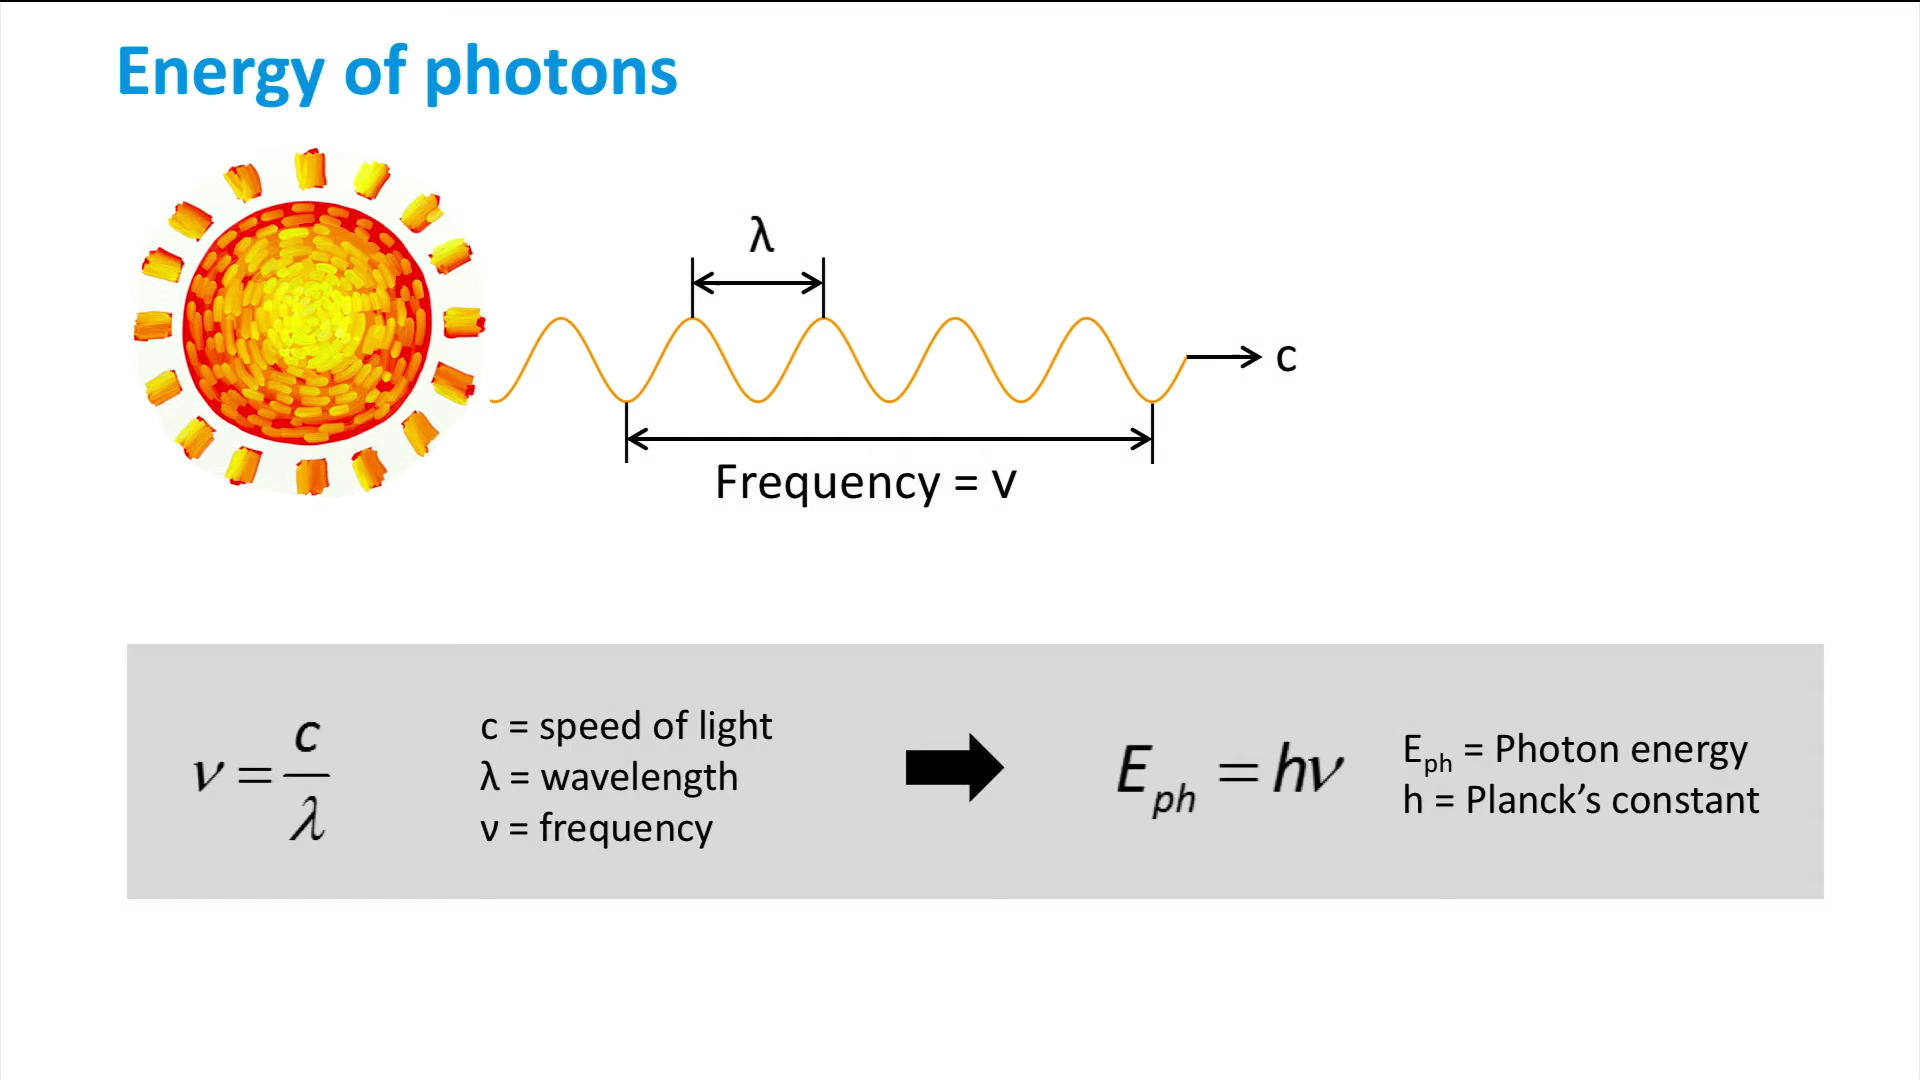 Energy of photons
λ
c
Frequency = ν
ν = c/λ
c = speed of light
λ = wavelength
ν = frequency
E_ph = hν
E_ph = Photon energy
h = Planck’s constant